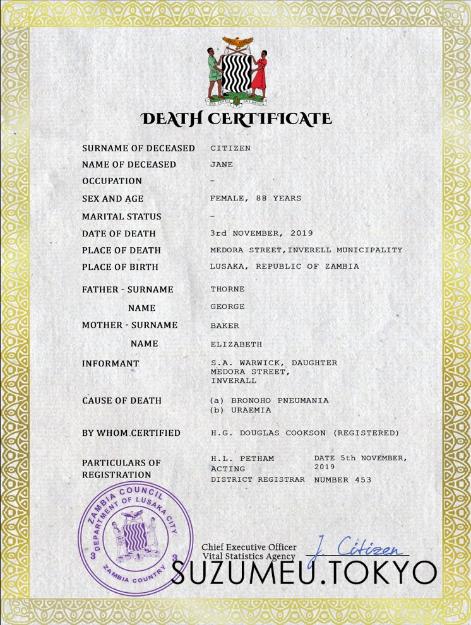 DEATH CERTIFICATE
SURNAME OF DECEASED CITIZEN
NAME OF DECEASED JANE
OCCUPATION -
SEX AND AGE FEMALE, 88 YEARS
MARITAL STATUS -
DATE OF DEATH 3rd NOVEMBER, 2019
PLACE OF DEATH MEDORA STREET,INVERELL MUNICIPALITY
PLACE OF BIRTH LUSAKA, REPUBLIC OF ZAMBIA
FATHER - SURNAME THORNE
NAME GEORGE
MOTHER - SURNAME BAKER
NAME ELIZABETH
INFORMANT S.A. WARWICK, DAUGHTER
MEDORA STREET,
INVERALL
CAUSE OF DEATH (a) BRONOHO PNEUMANIA
(b) URAEMIA
BY WHOM CERTIFIED H.G. DOUGLAS COOKSON (REGISTERED)
PARTICULARS OF REGISTRATION H.L. PETHAM DATE 5th NOVEMBER,
ACTING 2019
DISTRICT REGISTRAR NUMBER 453
ZAMBIA COUNCIL
DEPARTMENT OF LUSAKA CITY
3 3
ZAMBIA COUNTRY
Chief Executive Officer
Vital Statistics Agency J. Citizen
SUZUMEU.TOKYO